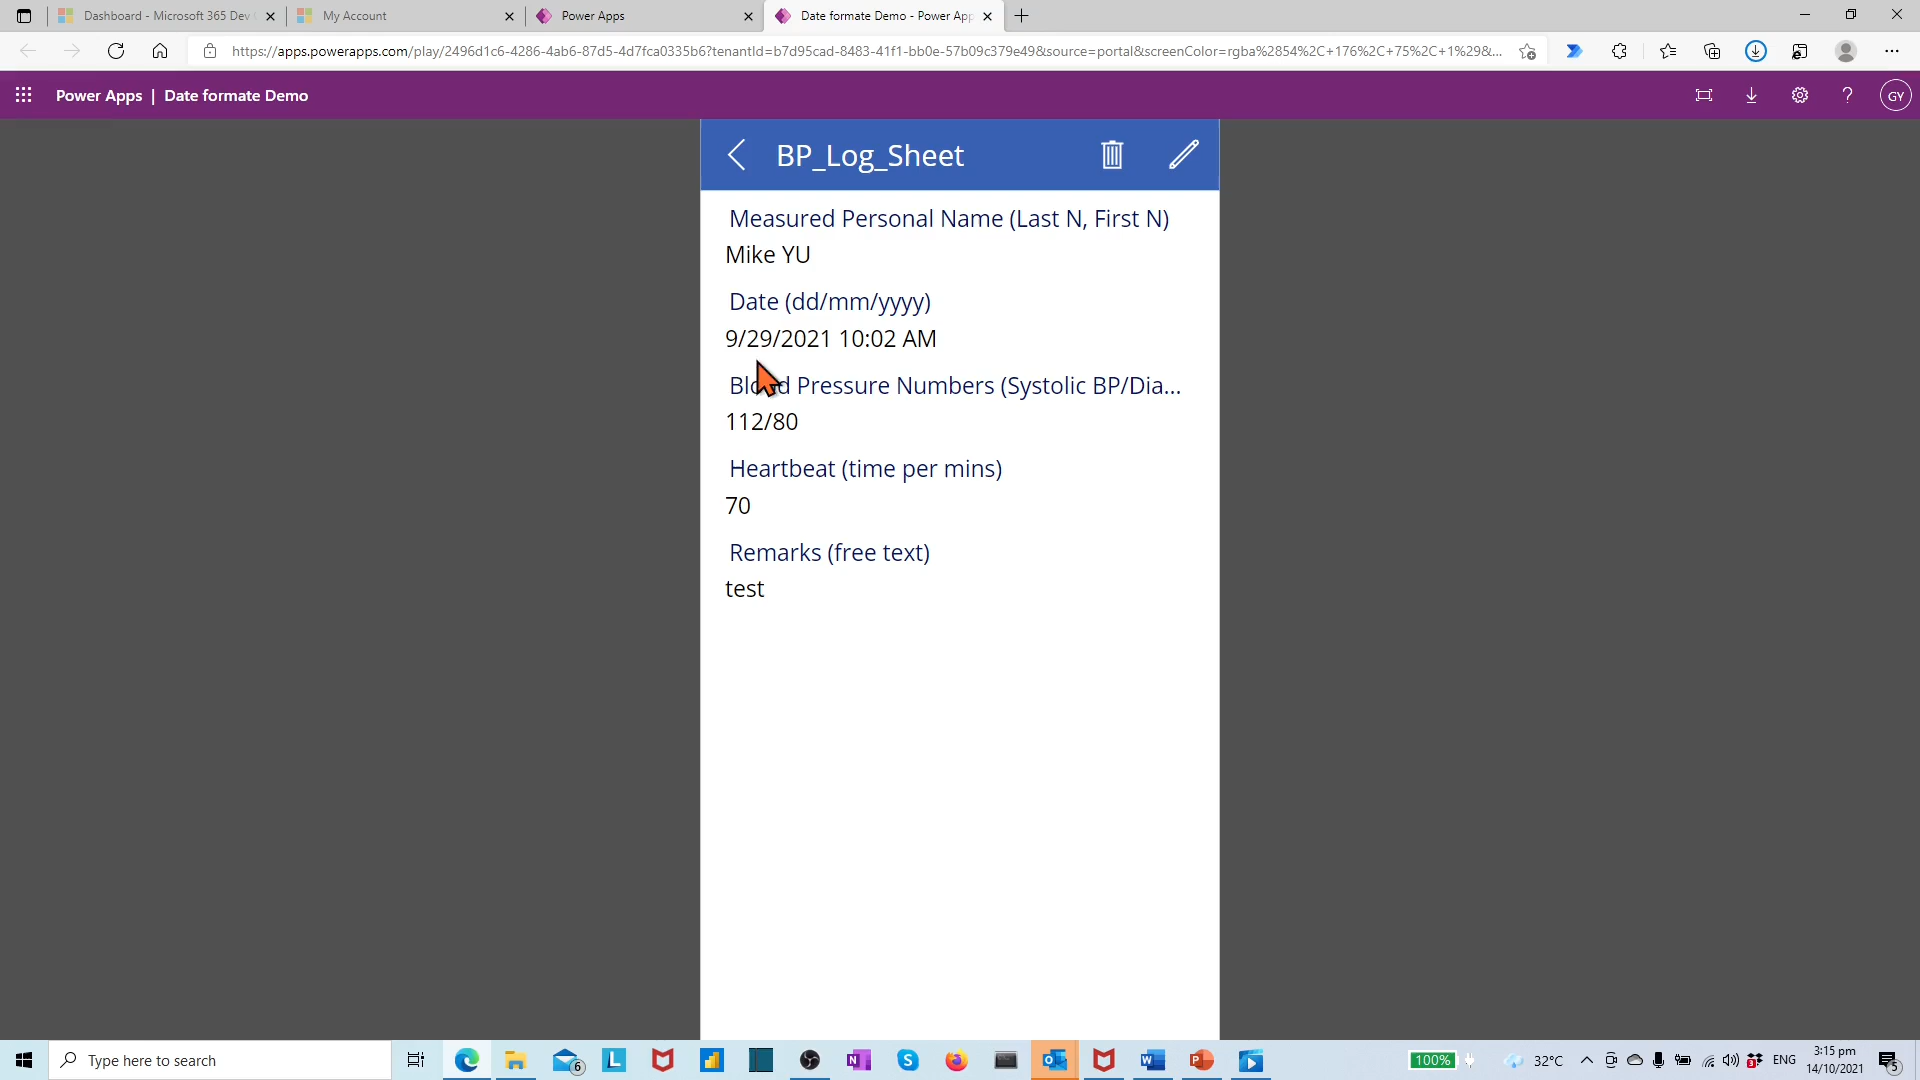 Dashboard - Microsoft 365 Dev
My Account
Power Apps
Date formate Demo - Power App
https://apps.powerapps.com/play/2496d1c6-4286-4ab6-87d5-4d7fca0335b6?tenantId=b7d95cad-8483-41f1-bb0e-57b09c379e49&source=portal&screenColor=rgba%2854%2C+176%2C+75%2C+1%29&...
Power Apps | Date formate Demo
GY
BP_Log_Sheet
Measured Personal Name (Last N, First N)
Mike YU
Date (dd/mm/yyyy)
9/29/2021 10:02 AM
Blood Pressure Numbers (Systolic BP/Dia...
112/80
Heartbeat (time per mins)
70
Remarks (free text)
test
Type here to search
6
100%
32°C
ENG
3:15 pm
14/10/2021
5